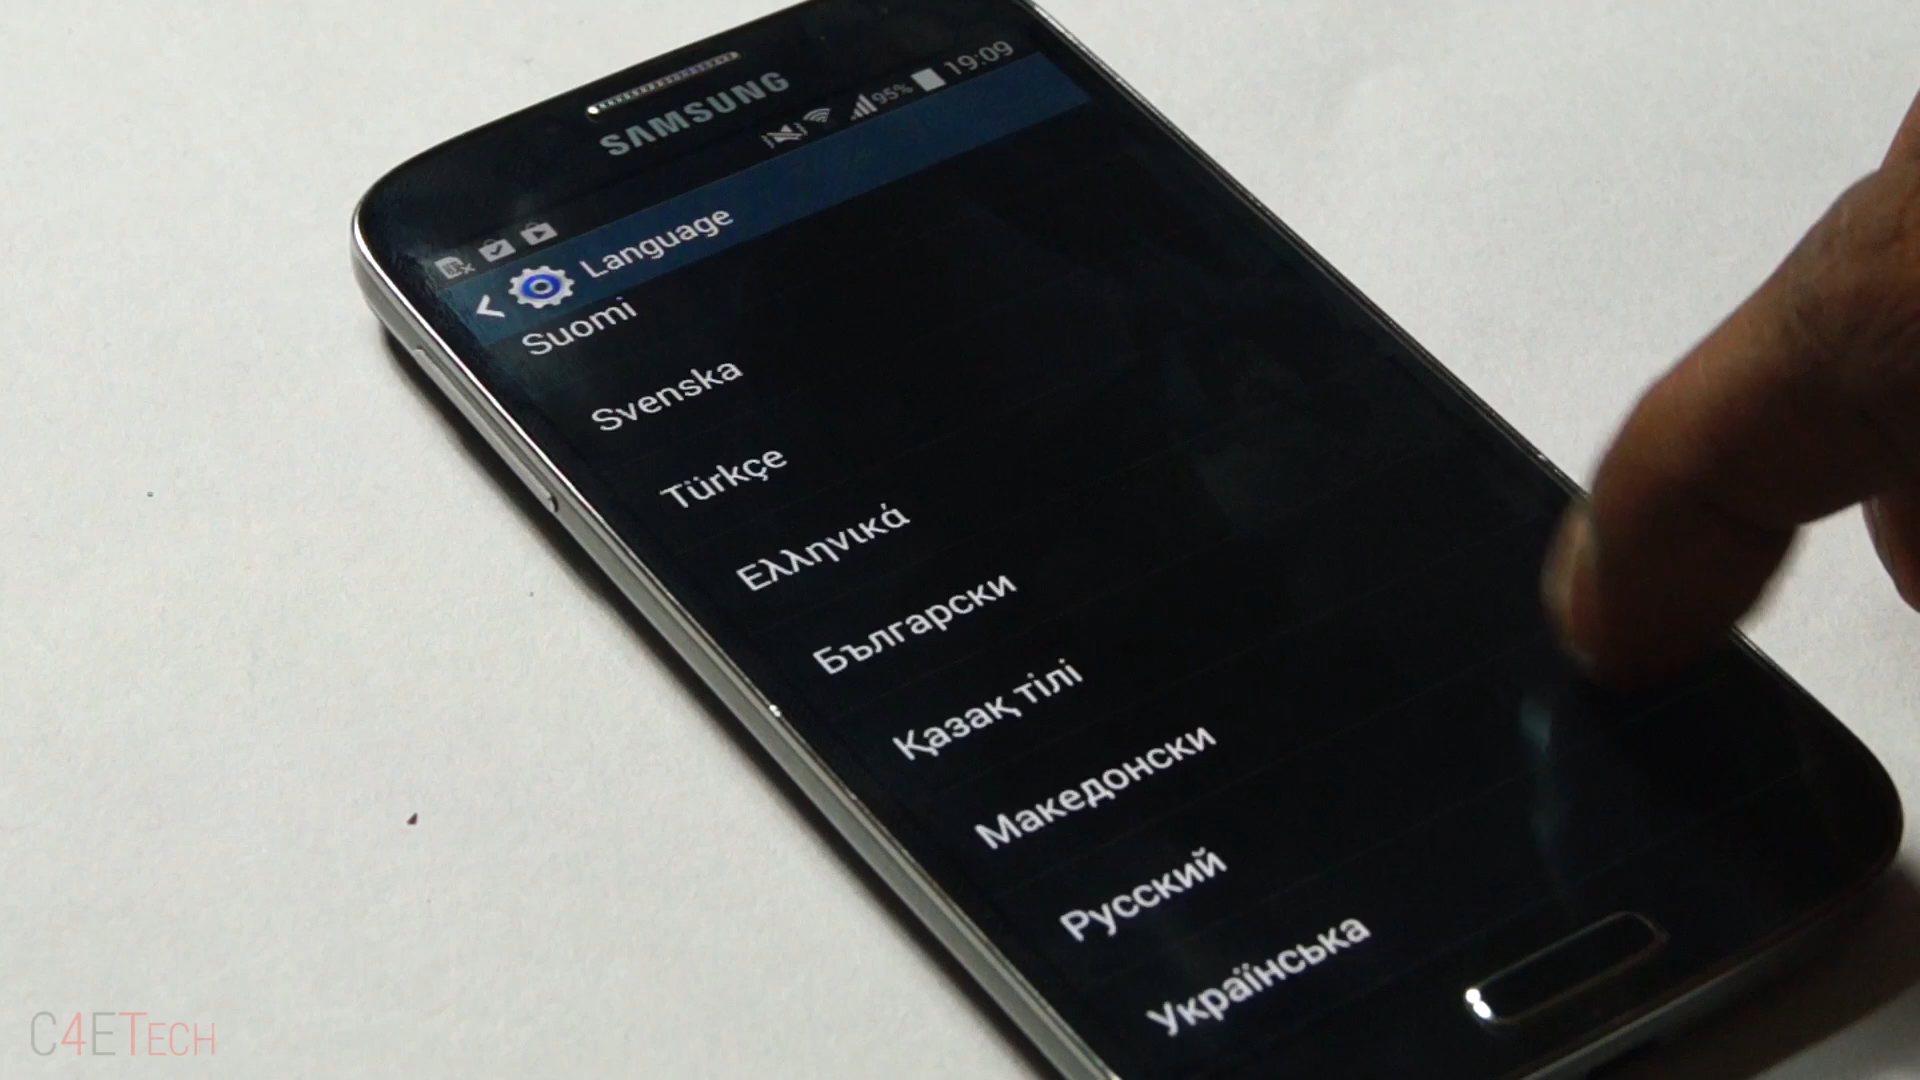 SAMSUNG
95% 19:09
Language
Suomi
Svenska
Türkçe
Ελληνικά
Български
Қазақ тілі
Македонски
Русский
Українська
C4ETECH